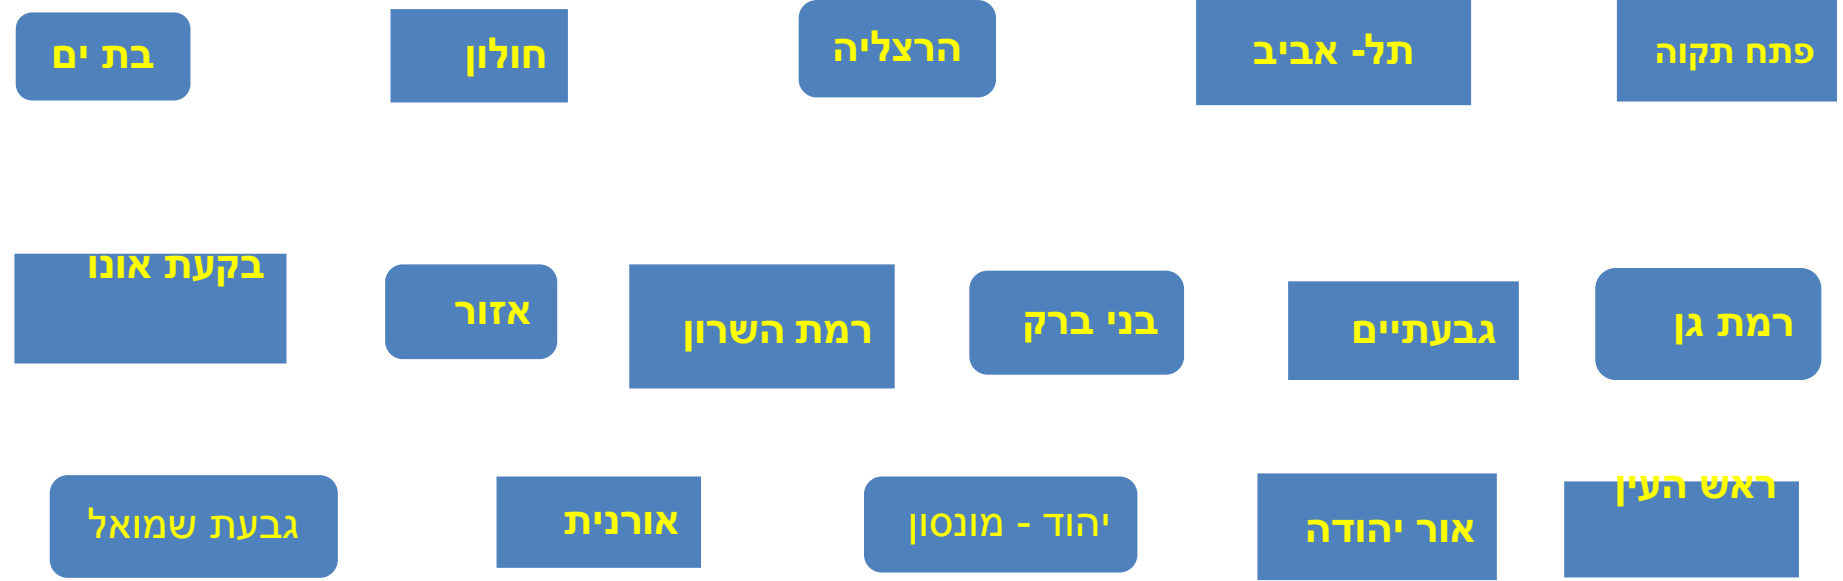 פתח תקוה
תל- אביב
הרצליה
חולון
בת ים
רמת גן
גבעתיים
בני ברק
רמת השרון
אזור
בקעת אונו
ראש העין
אור יהודה
יהוד - מונסון
אורנית
גבעת שמואל